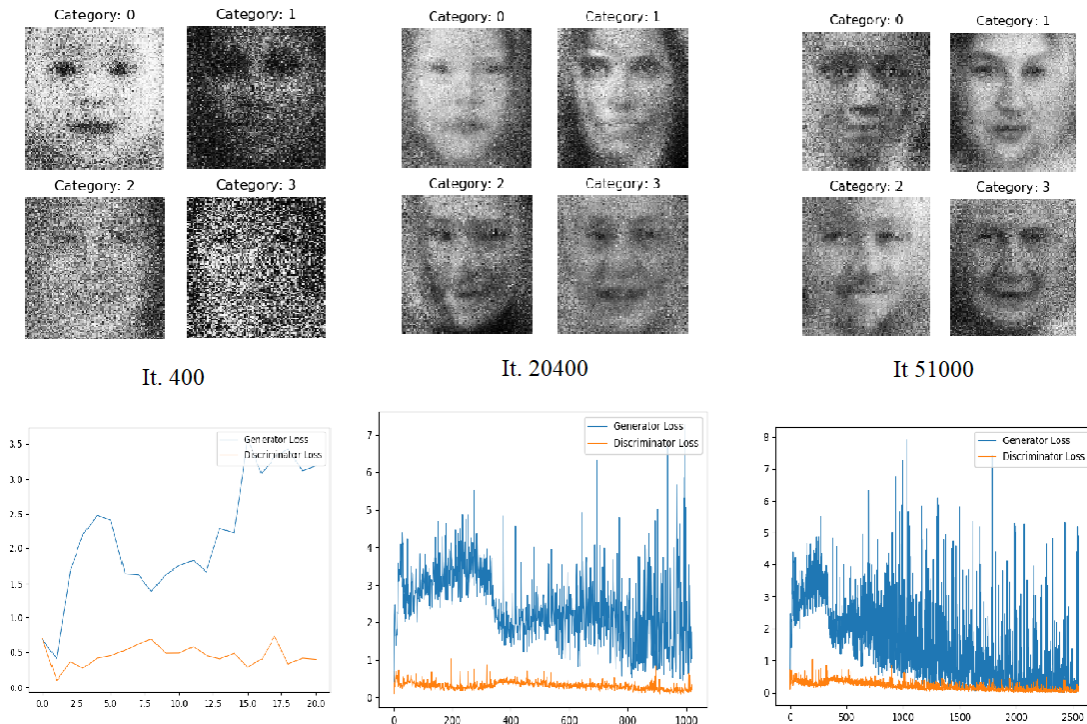 Category: 0 Category: 1 Category: 0 Category: 1 Category: 0 Category: 1
Category: 2 Category: 3 Category: 2 Category: 3 Category: 2 Category: 3
It. 400 It. 20400 It 51000
Generator Loss
Discriminator Loss
3.5
3.0
2.5
2.0
1.5
1.0
0.5
0.0
0.0 2.5 5.0 7.5 10.0 12.5 15.0 17.5 20.0
Generator Loss
Discriminator Loss
7
6
5
4
3
2
1
0
0 200 400 600 800 1000
Generator Loss
Discriminator Loss
8
7
6
5
4
3
2
1
0
0 500 1000 1500 2000 2500